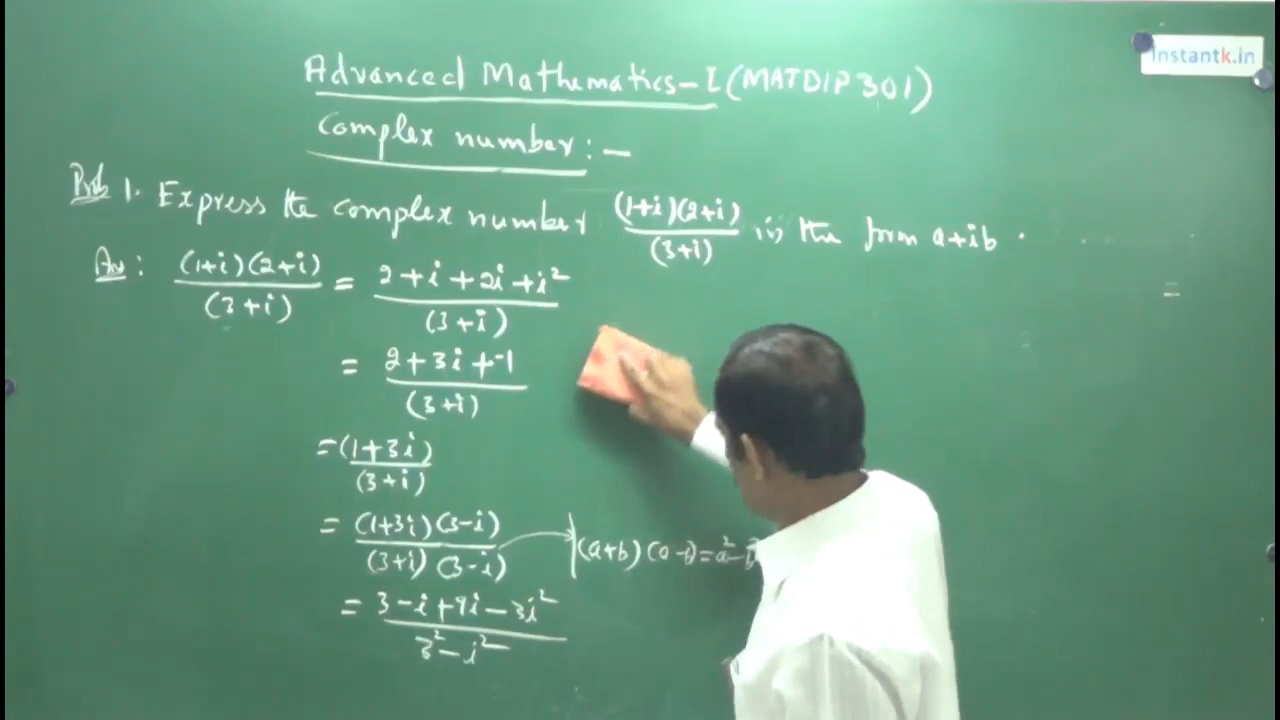 Instantk.in
Advanced Mathematics-I (MATDIP301)
Complex number :-
Prob 1. Express the complex number (1+i)(2+i)/(3+i) in the form a+ib.
Ans: (1+i)(2+i)/(3+i) = 2+i+2i+i²/(3+i)
=
= 2+3i+-1/(3+i)
= (1+3i)/(3+i)
= (1+3i)(3-i)/(3+i)(3-i) (a+b)(a-b)=a²-b²
= 3-i+9i-3i²/3²-i²